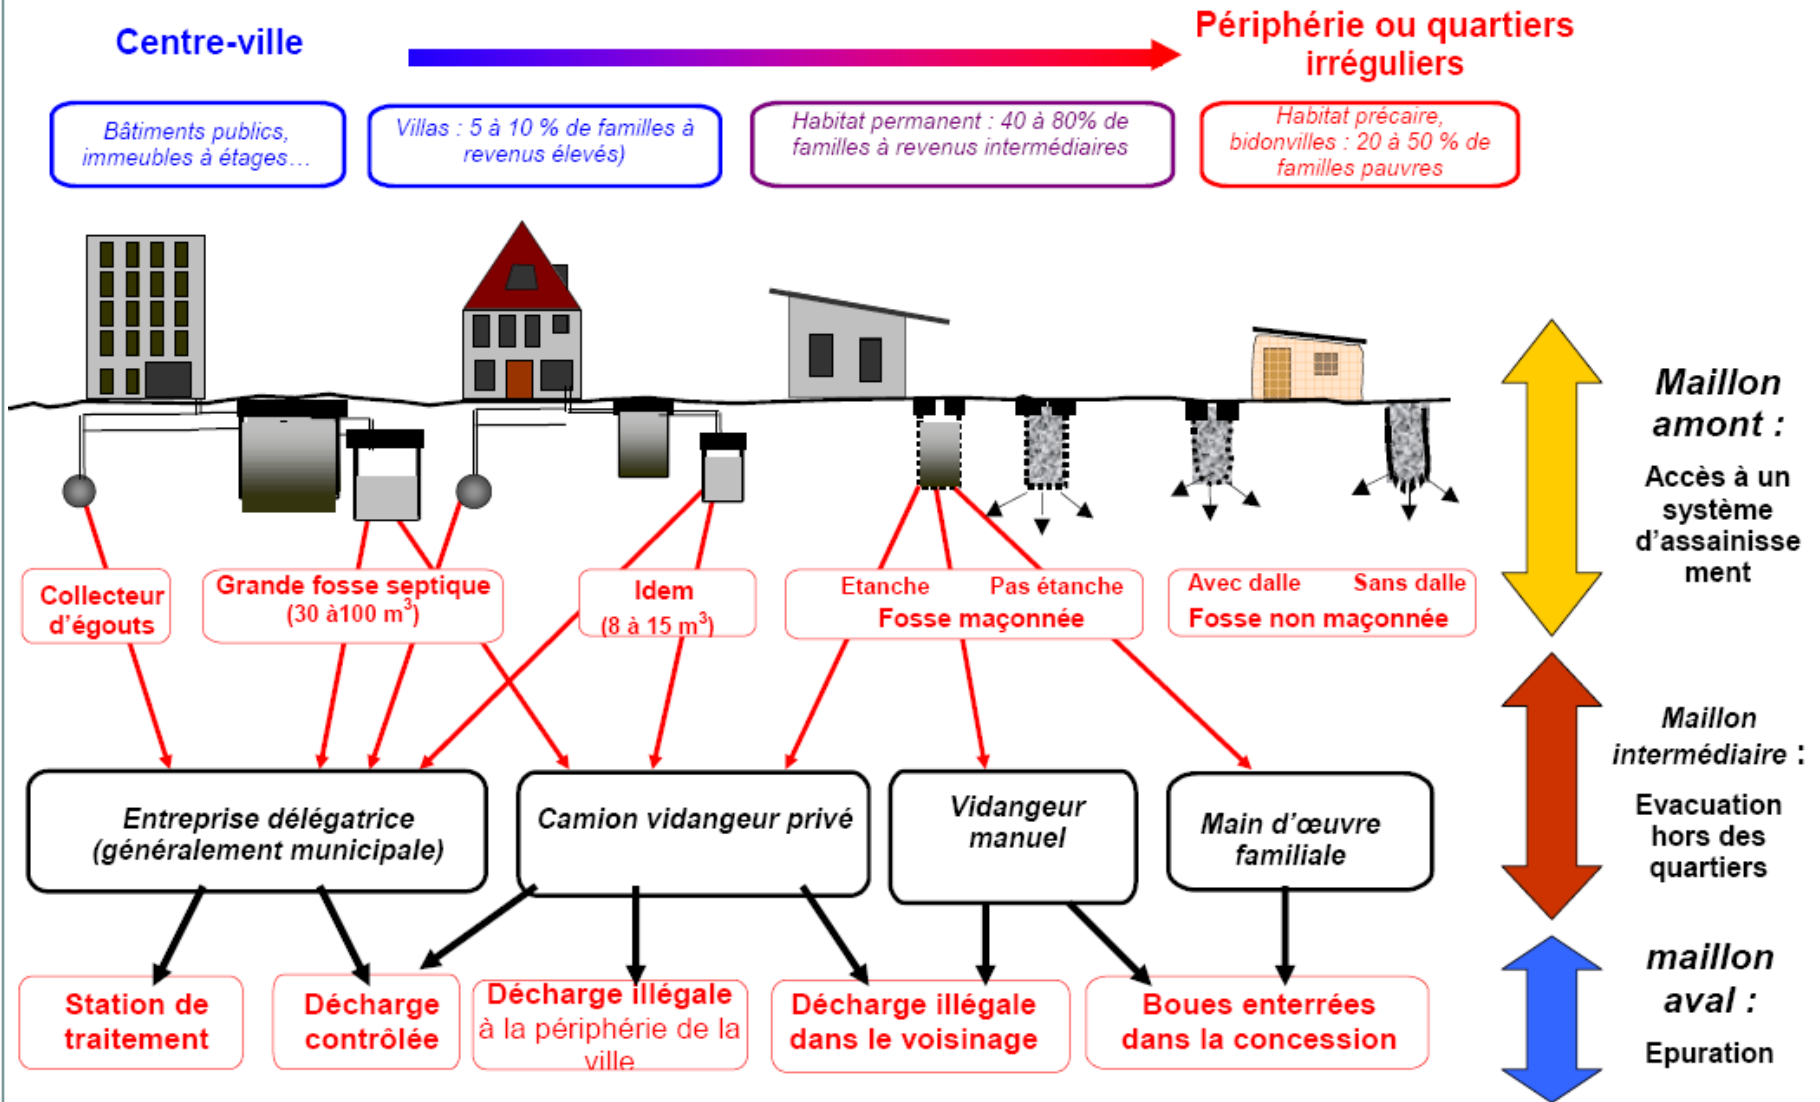 Centre-ville
Périphérie ou quartiers
irréguliers
Bâtiments publics,
immeubles à étages…
Villas : 5 à 10 % de familles à
revenus élevés)
Habitat permanent : 40 à 80% de
familles à revenus intermédiaires
Habitat précaire,
bidonvilles : 20 à 50 % de
familles pauvres
Maillon
amont :
Accès à un
système
d'assainisse
ment
Collecteur
d'égouts
Grande fosse septique
(30 à100 m³)
Idem
(8 à 15 m³)
Etanche
Pas étanche
Fosse maçonnée
Avec dalle
Sans dalle
Fosse non maçonnée
Maillon
intermédiaire :
Evacuation
hors des
quartiers
Entreprise délégatrice
(généralement municipale)
Camion vidangeur privé
Vidangeur
manuel
Main d'œuvre
familiale
maillon
aval :
Epuration
Station de
traitement
Décharge
contrôlée
Décharge illégale
à la périphérie de la
ville
Décharge illégale
dans le voisinage
Boues enterrées
dans la concession